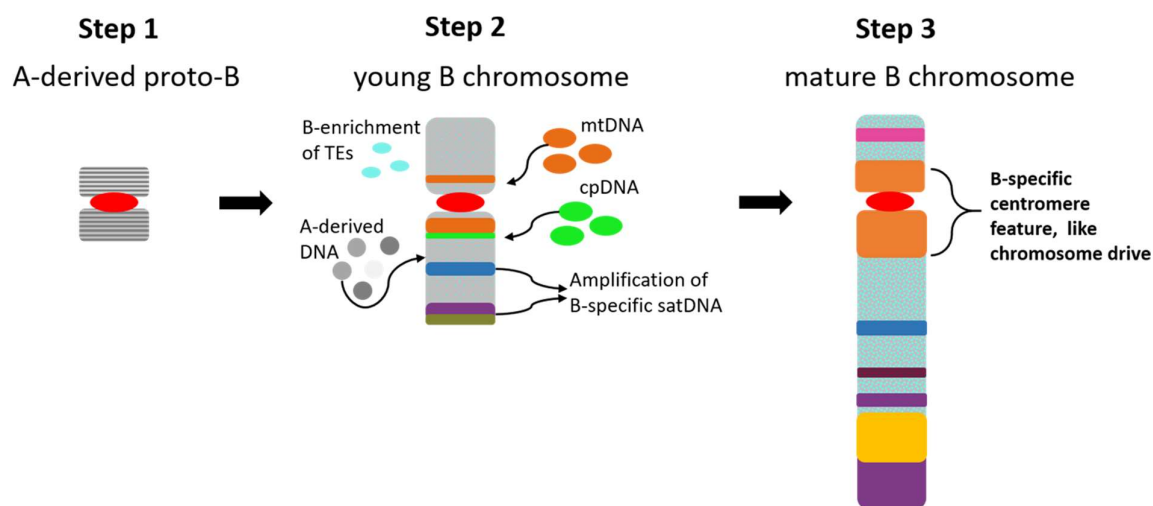 Step 1
A-derived proto-B
Step 2
young B chromosome
Step 3
mature B chromosome
B-enrichment
of TEs
mtDNA
cpDNA
A-derived
DNA
Amplification of
B-specific satDNA
B-specific
centromere
feature, like
chromosome drive